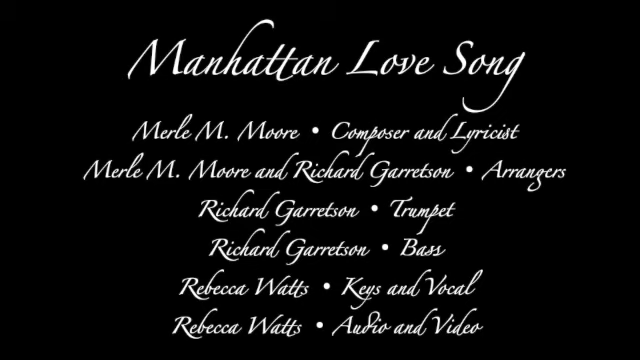 Manhattan Love Song
Merle M. Moore • Composer and Lyricist
Merle M. Moore and Richard Garretson • Arrangers
Richard Garretson • Trumpet
Richard Garretson • Bass
Rebecca Watts • Keys and Vocal
Rebecca Watts • Audio and Video